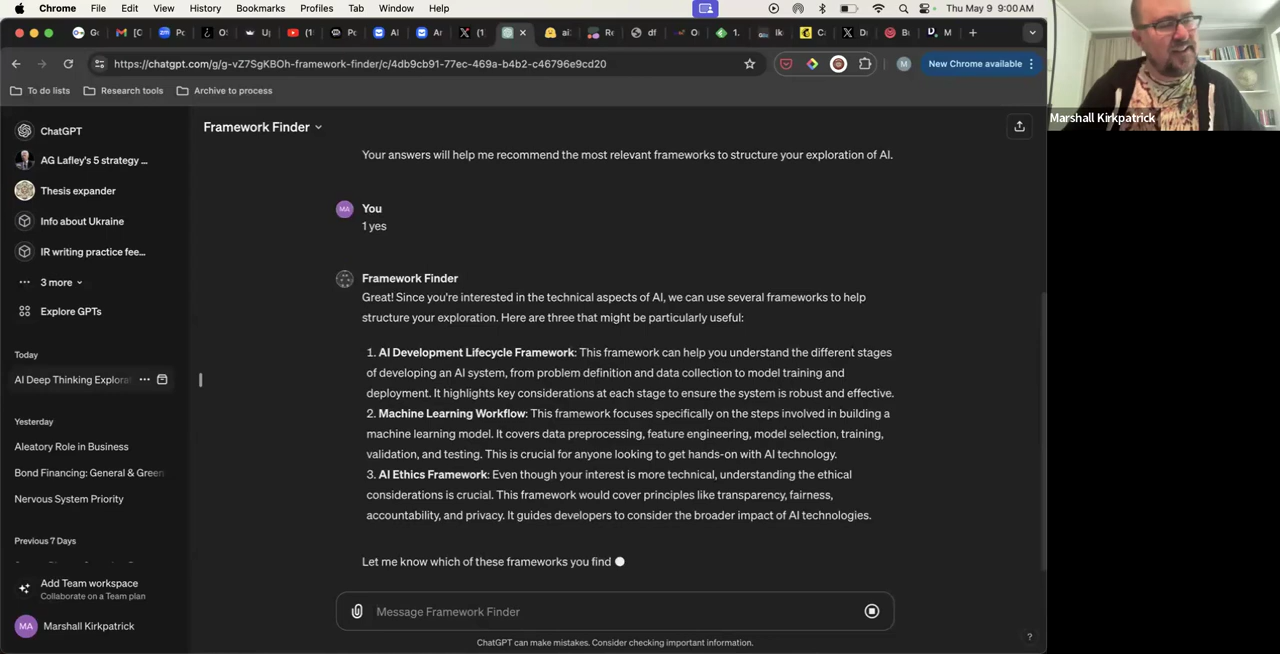 Chrome File Edit View History Bookmarks Profiles Tab Window Help Thu May 9 9:00 AM
https://chatgpt.com/g/g-vZ7SgKBOh-framework-finder/c/4db9cb91-77ec-469a-b4b2-c46796e9cd20
New Chrome available
To do lists Research tools Archive to process
Marshall Kirkpatrick
ChatGPT
AG Lafley's 5 strategy ...
Thesis expander
Info about Ukraine
IR writing practice fee...
3 more
Explore GPTs
Today
AI Deep Thinking Explora
Yesterday
Aleatory Role in Business
Bond Financing: General & Green
Nervous System Priority
Previous 7 Days
Add Team workspace
Collaborate on a Team plan
MA Marshall Kirkpatrick
Framework Finder
Your answers will help me recommend the most relevant frameworks to structure your exploration of AI.
MA You
1 yes
Framework Finder
Great! Since you're interested in the technical aspects of AI, we can use several frameworks to help
structure your exploration. Here are three that might be particularly useful:
1. AI Development Lifecycle Framework: This framework can help you understand the different stages
of developing an AI system, from problem definition and data collection to model training and
deployment. It highlights key considerations at each stage to ensure the system is robust and effective.
2. Machine Learning Workflow: This framework focuses specifically on the steps involved in building a
machine learning model. It covers data preprocessing, feature engineering, model selection, training,
validation, and testing. This is crucial for anyone looking to get hands-on with AI technology.
3. AI Ethics Framework: Even though your interest is more technical, understanding the ethical
considerations is crucial. This framework would cover principles like transparency, fairness,
accountability, and privacy. It guides developers to consider the broader impact of AI technologies.
Let me know which of these frameworks you find
Message Framework Finder
ChatGPT can make mistakes. Consider checking important information.
?